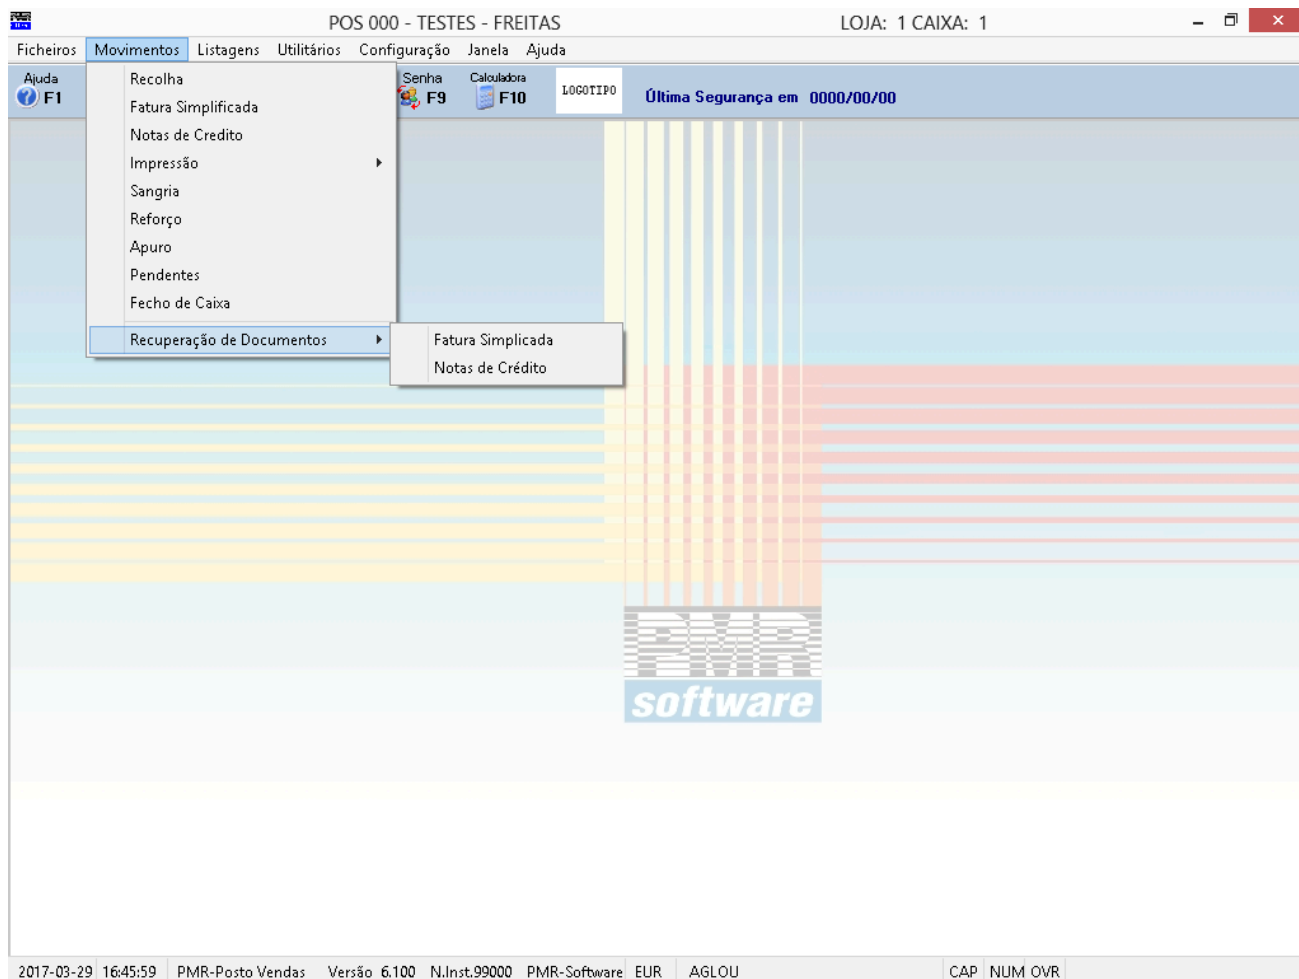 POS 000 - TESTES - FREITAS LOJA: 1 CAIXA: 1
Ficheiros Movimentos Listagens Utilitários Configuração Janela Ajuda
Ajuda Senha Calculadora
F1 F9 F10 LOGOTIPO Última Segurança em 0000/00/00
Recolha
Fatura Simplificada
Notas de Credito
Impressão
Sangria
Reforço
Apuro
Pendentes
Fecho de Caixa
Recuperação de Documentos
Fatura Simplicada
Notas de Crédito
PMR
software
2017-03-29 16:45:59 PMR-Posto Vendas Versão 6.100 N.Inst.99000 PMR-Software EUR AGLOU CAP NUM OVR